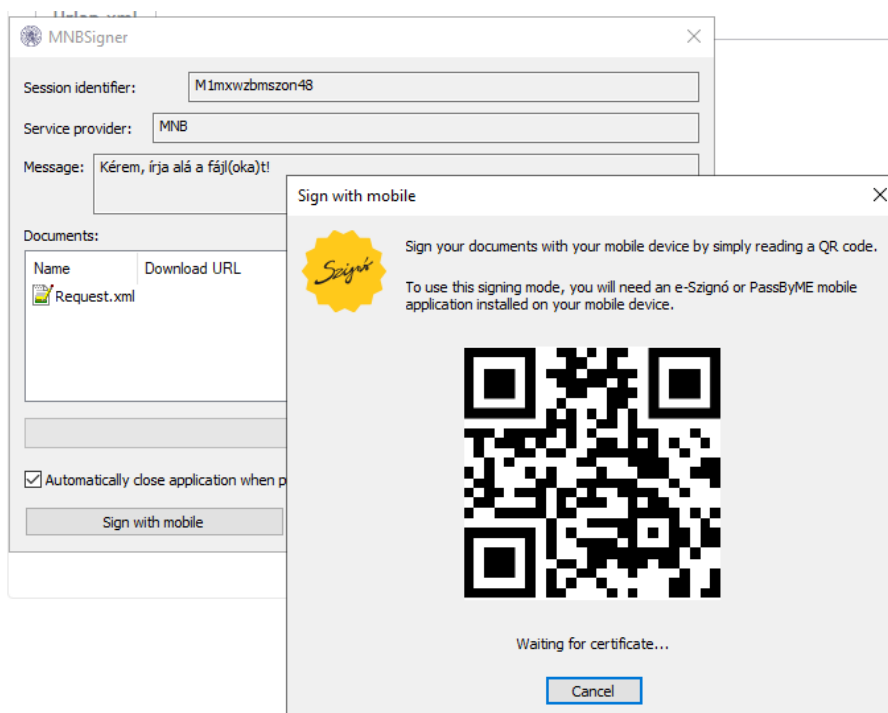 MNBSigner
Session identifier: M1mxwzbmszon48
Service provider: MNB
Message: Kérem, írja alá a fájl(oka)t!
Documents:
Name Download URL
Request.xml
Automatically close application when p
Sign with mobile
Sign with mobile
Szignó
Sign your documents with your mobile device by simply reading a QR code.
To use this signing mode, you will need an e-Szignó or PassByME mobile
application installed on your mobile device.
Waiting for certificate...
Cancel